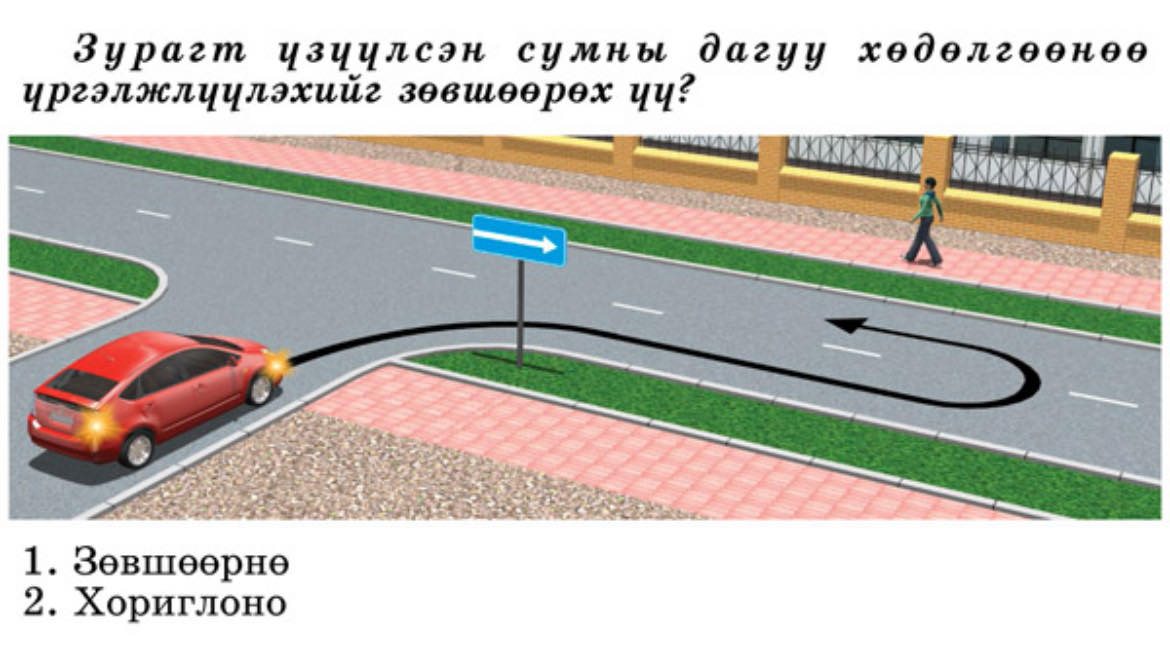 Зурагт үзүүлсэн сумны дагуу хөдөлгөөнөө
үргэлжлүүлэхийг зөвшөөрөх үү?
1. Зөвшөөрнө
2. Хориглоно